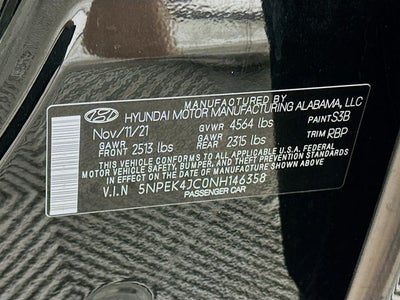 MANUFACTURED BY
HYUNDAI MOTOR MANUFACTURING ALABAMA, LLC
Nov/11/21 GVWR 4564 lbs PAINT S3B
GAWR FRONT 2513 lbs GAWR REAR 2315 lbs TRIM RBP
THIS VEHICLE CONFORMS TO ALL APPLICABLE U.S.A. FEDERAL
MOTOR VEHICLE SAFETY, BUMPER, AND THEFT PREVENTION
STANDARDS IN EFFECT ON THE DATE OF MANUFACTURE SHOWN ABOVE.
V.I.N 5NPEK4JC0NH146358
PASSENGER CAR